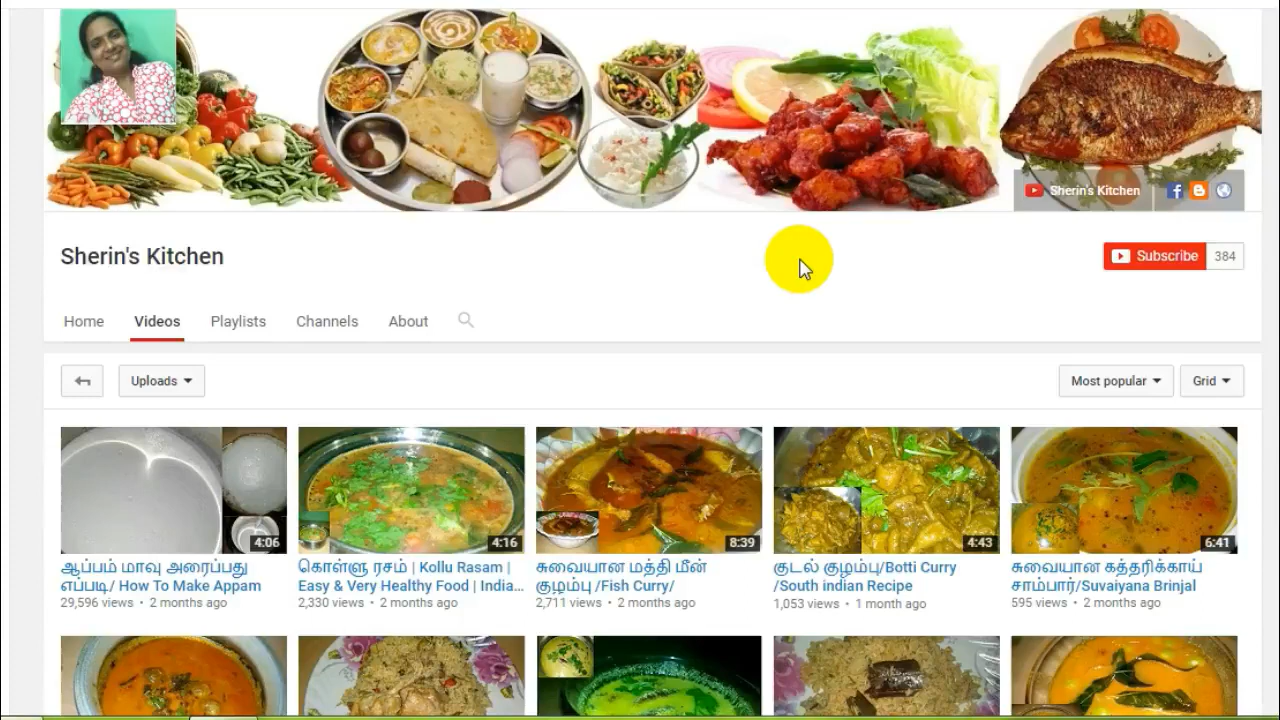 Sherin's Kitchen
Sherin's Kitchen
Subscribe 384
Home Videos Playlists Channels About
Uploads Most popular Grid
4:06 4:16 8:39 4:43 6:41
ஆப்பம் மாவு அரைப்பது
எப்படி/ How To Make Appam
29,596 views • 2 months ago
கொள்ளு ரசம் | Kollu Rasam |
Easy & Very Healthy Food | India...
2,330 views • 2 months ago
சுவையான மத்தி மீன்
குழம்பு /Fish Curry/
2,711 views • 2 months ago
குடல் குழம்பு/Botti Curry
/South indian Recipe
1,053 views • 1 month ago
சுவையான கத்தரிக்காய்
சாம்பார்/Suvaiyana Brinjal
595 views • 2 months ago